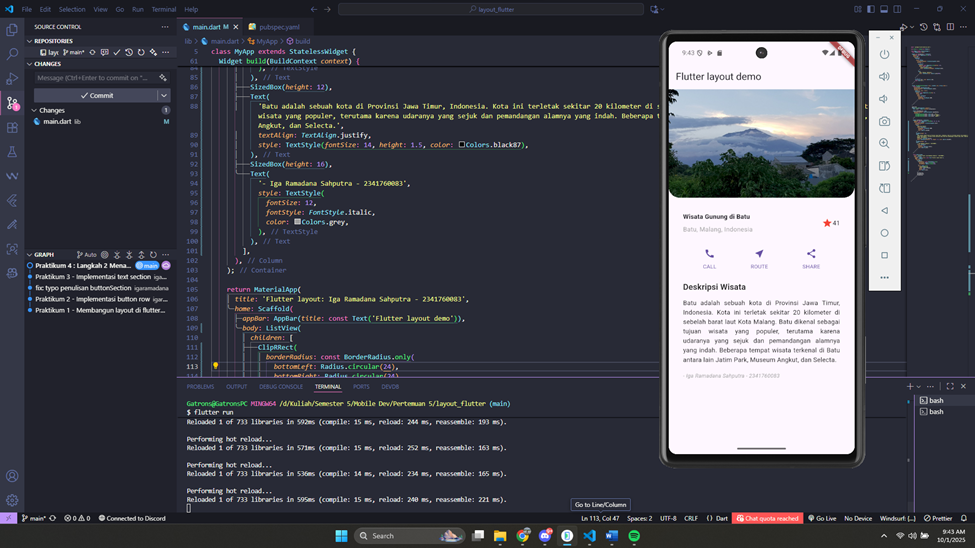 File Edit Selection View Go Run Terminal Help
layout_flutter
SOURCE CONTROL
REPOSITORIES
main*
CHANGES
Message (Ctrl+Enter to commit on "...
Commit
Changes 1
main.dart lib M
GRAPH
Auto
Praktikum 4 : Langkah 2 Mena... main
Praktikum 3 - Implementasi text section
fix: typo penulisan buttonSection
Praktikum 2 - Implementasi button row
Praktikum 1 - Membangun layout di flutter...
main.dart M
pubspec.yaml
lib > main.dart > MyApp > build
5 class MyApp extends StatelessWidget {
61 Widget build(BuildContext context) {
), // Text
SizedBox(height: 12),
Text(
88 'Batu adalah sebuah kota di Provinsi Jawa Timur, Indonesia. Kota ini terletak sekitar 20 kilometer di s
wisata yang populer, terutama karena udaranya yang sejuk dan pemandangan alamnya yang indah. Beberapa t
Angkut, dan Selecta.',
89 textAlign: TextAlign.justify,
90 style: TextStyle(fontSize: 14, height: 1.5, color: Colors.black87),
91 ), // Text
92 SizedBox(height: 16),
93 Text(
94 '- Iga Ramadana Sahputra - 2341760083',
95 style: TextStyle(
96 fontSize: 12,
97 fontStyle: FontStyle.italic,
98 color: Colors.grey,
99 ), // TextStyle
100 ), // Text
101 ],
102 ), // Column
103 ); // Container
104
105 return MaterialApp(
106 title: 'Flutter layout: Iga Ramadana Sahputra - 2341760083',
107 home: Scaffold(
108 appBar: AppBar(title: const Text('Flutter layout demo')),
109 body: ListView(
110 children: [
111 ClipRRect(
112 borderRadius: const BorderRadius.only(
113 bottomLeft: Radius.circular(24),
bottomRight: Radius.circular(24)
PROBLEMS OUTPUT DEBUG CONSOLE TERMINAL PORTS DEVDB
Gatrons@GatronsPC MINGW64 /d/Kuliah/Semester 5/Mobile Dev/Pertemuan 5/layout_flutter (main)
$ flutter run
Reloaded 1 of 733 libraries in 592ms (compile: 15 ms, reload: 244 ms, reassemble: 193 ms).
Performing hot reload...
Reloaded 1 of 733 libraries in 571ms (compile: 15 ms, reload: 252 ms, reassemble: 163 ms).
Performing hot reload...
Reloaded 1 of 733 libraries in 536ms (compile: 14 ms, reload: 234 ms, reassemble: 165 ms).
Performing hot reload...
Reloaded 1 of 733 libraries in 595ms (compile: 15 ms, reload: 240 ms, reassemble: 221 ms).
bash
bash
Go to Line/Column
9:43
Flutter layout demo
Wisata Gunung di Batu
Batu, Malang, Indonesia
41
CALL ROUTE SHARE
Deskripsi Wisata
Batu adalah sebuah kota di Provinsi Jawa Timur,
Indonesia. Kota ini terletak sekitar 20 kilometer di
sebelah barat laut Kota Malang. Batu dikenal sebagai
tujuan wisata yang populer, terutama karena
udaranya yang sejuk dan pemandangan alamnya
yang indah. Beberapa tempat wisata terkenal di Batu
antara lain Jatim Park, Museum Angkut, dan Selecta.
- Iga Ramadana Sahputra - 2341760083
main* 0 0 Connected to Discord
Ln 113, Col 47 Spaces: 2 UTF-8 CRLF Dart Chat quota reached Go Live No Device Windsurf: {...} Prettier
Search
9:43 AM
10/1/2025